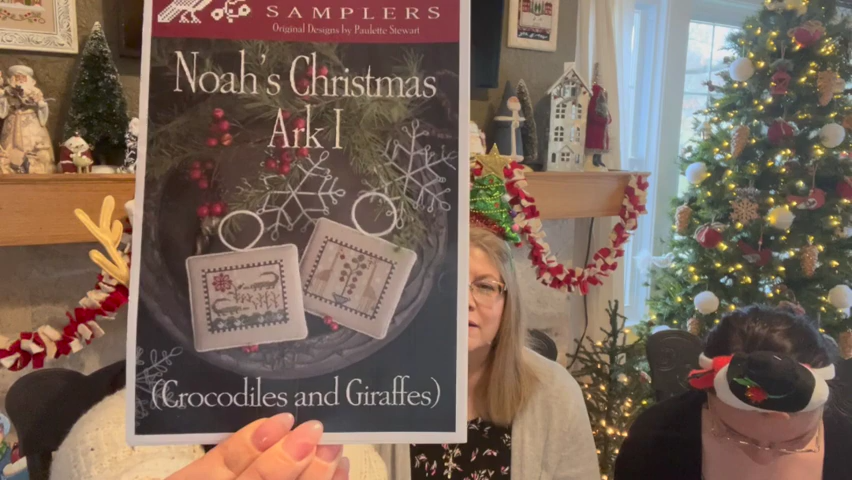 SAMPLERS
Original Designs by Paulette Stewart
Noah's Christmas
Ark I
(Crocodiles and Giraffes)